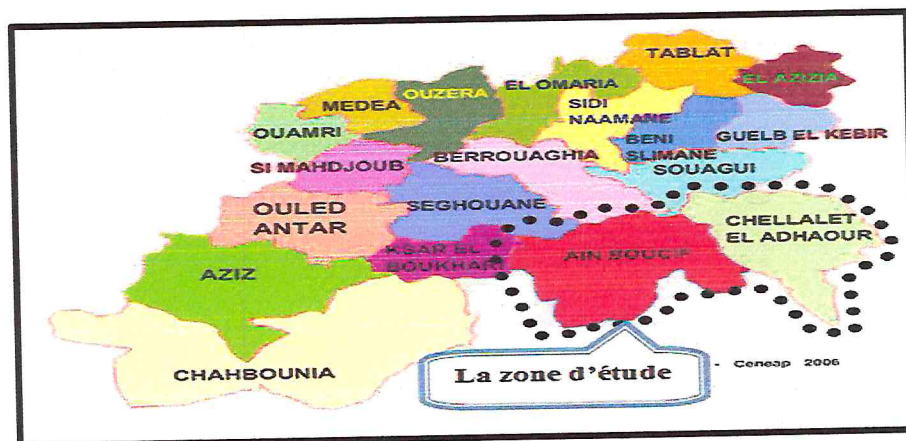 TABLAT
EL AZIZIA
EL OMARIA
OUZERA
MEDEA
SIDI
NAAMANE
OUAMRI
BENI
SLIMANE
GUELB EL KEBIR
BERROUAGHIA
SI MAHDJOUB
SOUAGUI
OULED
ANTAR
SEGHOUANE
CHELLALET
EL ADHAOUR
KSAR EL
BOUKHARI
AIN BOUCIF
AZIZ
CHAHBOUNIA
La zone d'étude
- Ceneap 2006